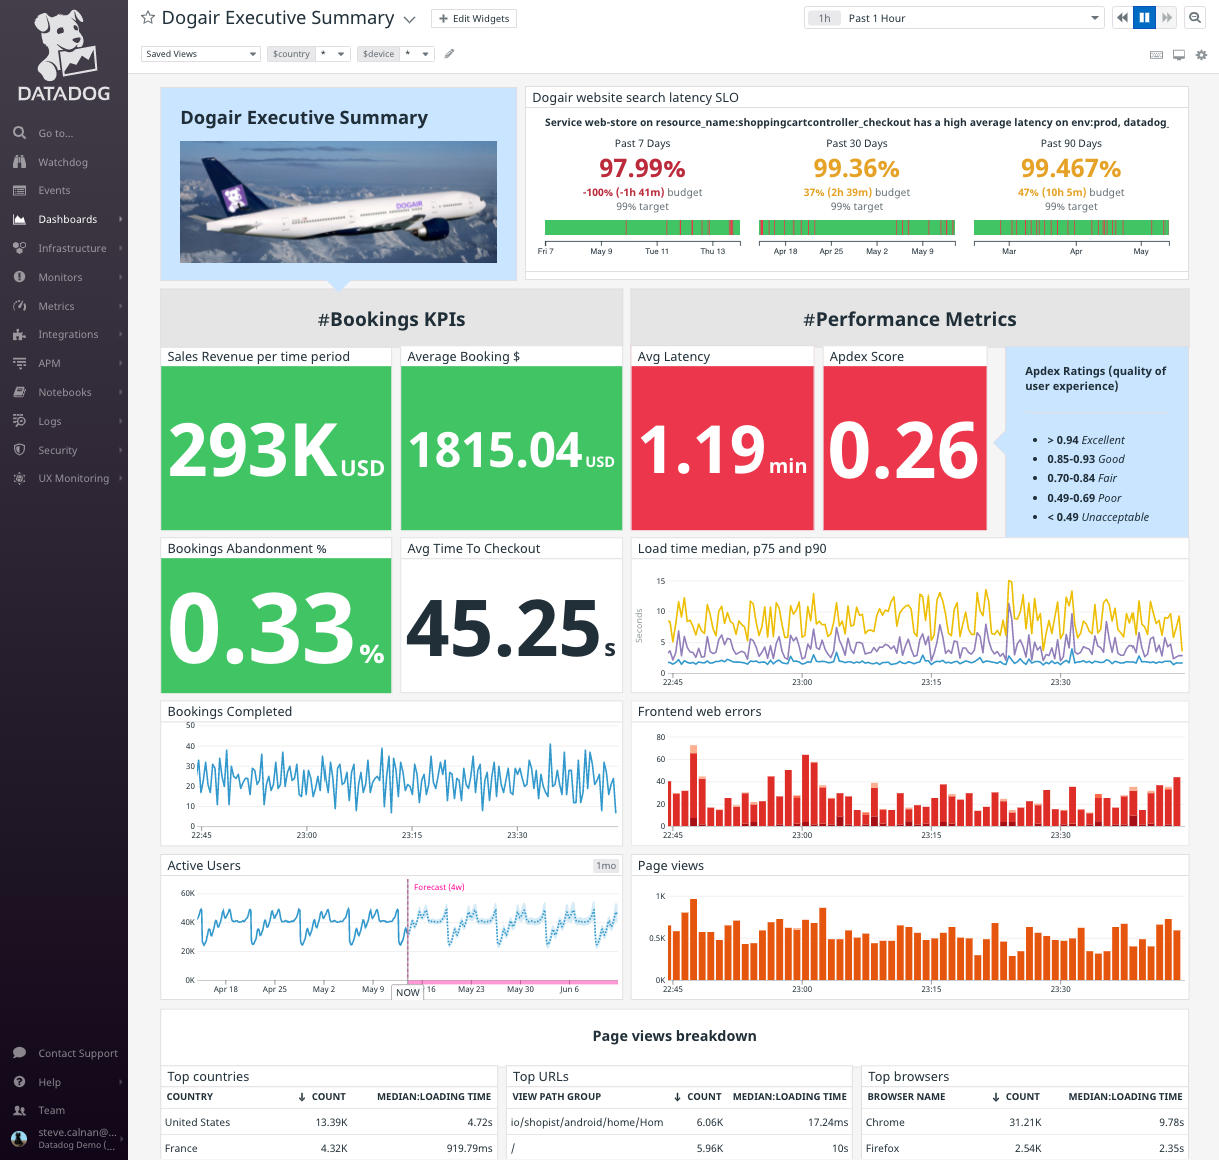 DATADOG
Go to...
Watchdog
Events
Dashboards
Infrastructure
Monitors
Metrics
Integrations
APM
Notebooks
Logs
Security
UX Monitoring
Contact Support
Help
Team
steve.calnan@...
Datadog Demo (...
Dogair Executive Summary
Edit Widgets
1h Past 1 Hour
Saved Views
$country *
$device *
Dogair Executive Summary
DOGAIR
Dogair website search latency SLO
Service web-store on resource_name:shoppingcartcontroller_checkout has a high average latency on env:prod, datadog_
Past 7 Days Past 30 Days Past 90 Days
97.99% 99.36% 99.467%
-100% (-1h 41m) budget 37% (2h 39m) budget 47% (10h 5m) budget
99% target 99% target 99% target
Fri 7 May 9 Tue 11 Thu 13 Apr 18 Apr 25 May 2 May 9 Mar Apr May
#Bookings KPIs
Sales Revenue per time period
293K USD
Average Booking $
1815.04 USD
Bookings Abandonment %
0.33 %
Avg Time To Checkout
45.25 s
Bookings Completed
50
40
30
20
10
0
22:45 23:00 23:15 23:30
Active Users 1mo
Forecast (4w)
60K
40K
20K
0K
Apr 18 Apr 25 May 2 May 9 NOW 16 May 23 May 30 Jun 6
#Performance Metrics
Avg Latency
1.19 min
Apdex Score
0.26
Apdex Ratings (quality of
user experience)
> 0.94 Excellent
0.85-0.93 Good
0.70-0.84 Fair
0.49-0.69 Poor
< 0.49 Unacceptable
Load time median, p75 and p90
Seconds
15
10
5
0
22:45 23:00 23:15 23:30
Frontend web errors
80
60
40
20
0
22:45 23:00 23:15 23:30
Page views
1K
0.5K
0K
22:45 23:00 23:15 23:30
Page views breakdown
Top countries
COUNTRY ↓ COUNT MEDIAN:LOADING TIME
United States 13.39K 4.72s
France 4.32K 919.79ms
Top URLs
VIEW PATH GROUP ↓ COUNT MEDIAN:LOADING TIME
io/shopist/android/home/Hom 6.06K 17.24ms
/ 5.96K 10s
Top browsers
BROWSER NAME ↓ COUNT MEDIAN:LOADING TIME
Chrome 31.21K 9.78s
Firefox 2.54K 2.35s